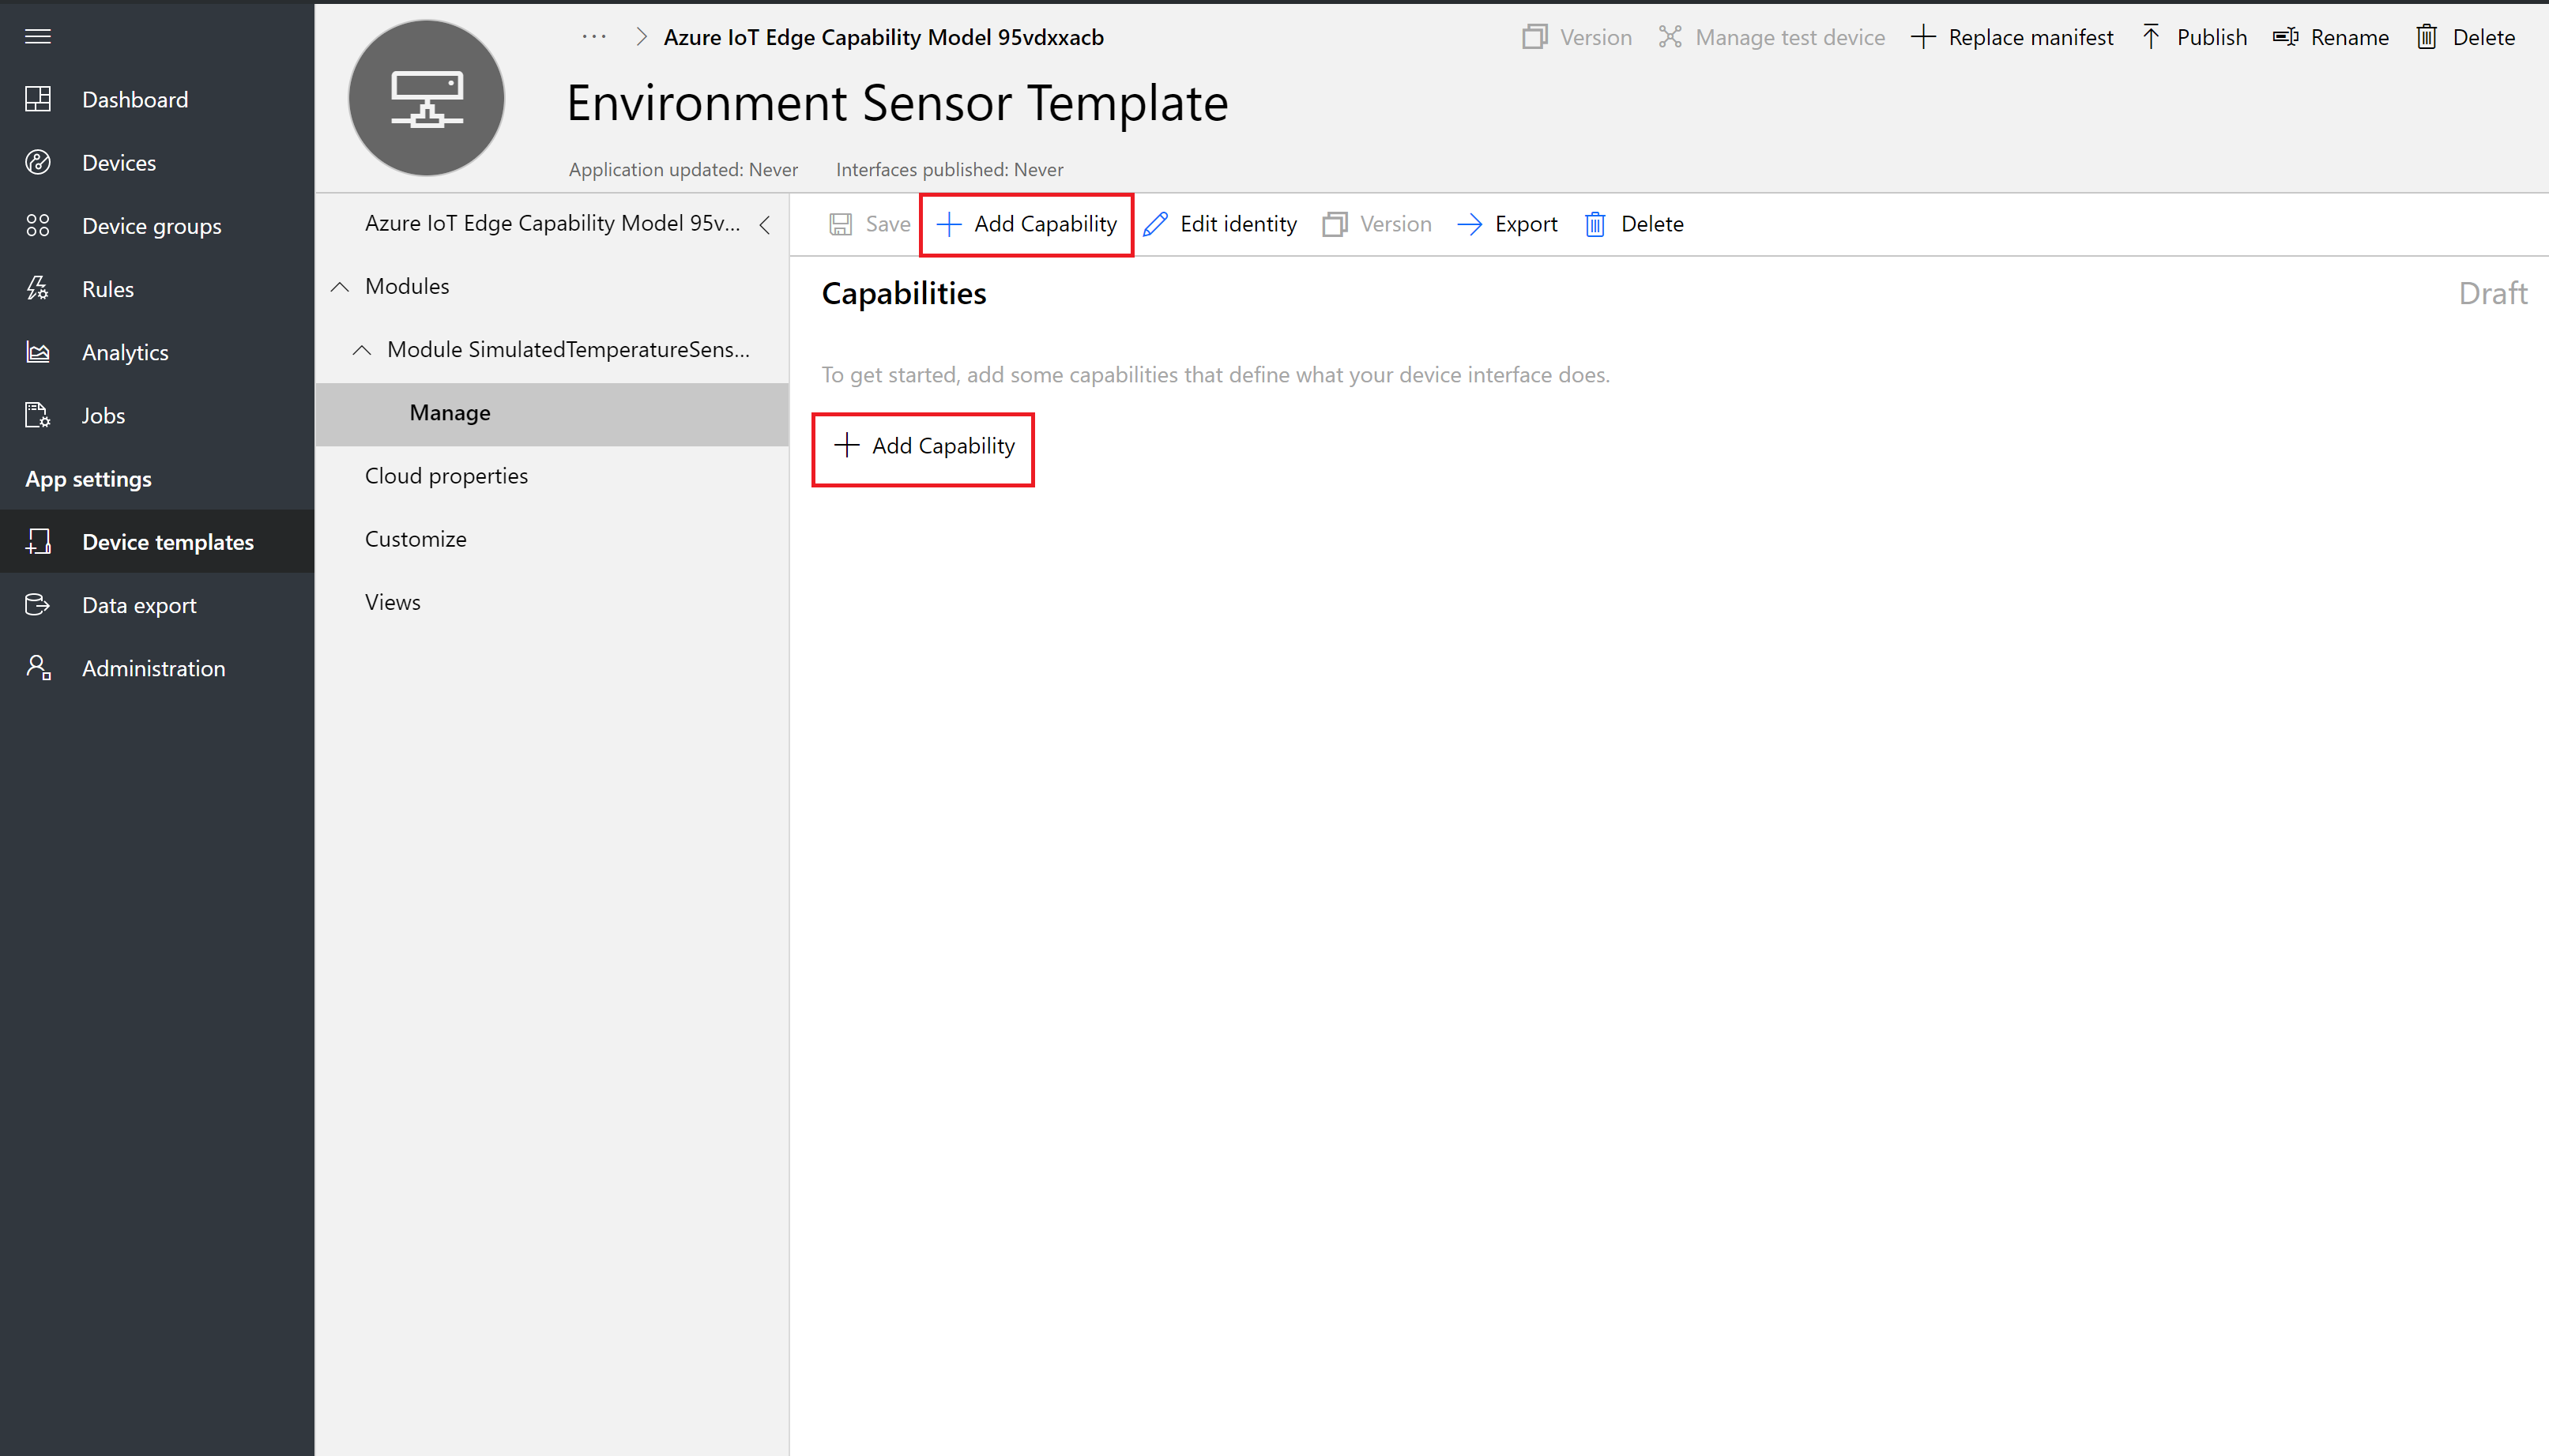 ··· > Azure IoT Edge Capability Model 95vdxxacb
Version Manage test device Replace manifest Publish Rename Delete
Environment Sensor Template
Application updated: Never Interfaces published: Never
Dashboard
Devices
Device groups
Rules
Analytics
Jobs
App settings
Device templates
Data export
Administration
Azure IoT Edge Capability Model 95v...
Modules
Module SimulatedTemperatureSens...
Manage
Cloud properties
Customize
Views
Save Add Capability Edit identity Version Export Delete
Capabilities
Draft
To get started, add some capabilities that define what your device interface does.
Add Capability